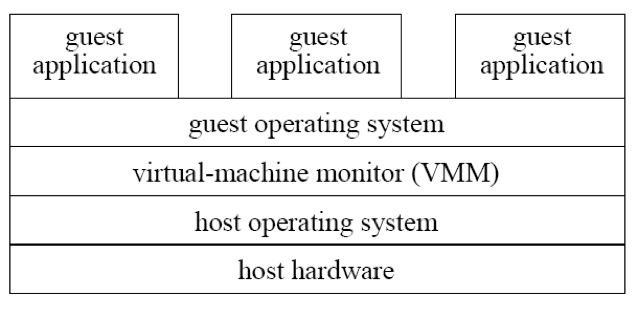 guest
application
guest
application
guest
application
guest operating system
virtual-machine monitor (VMM)
host operating system
host hardware